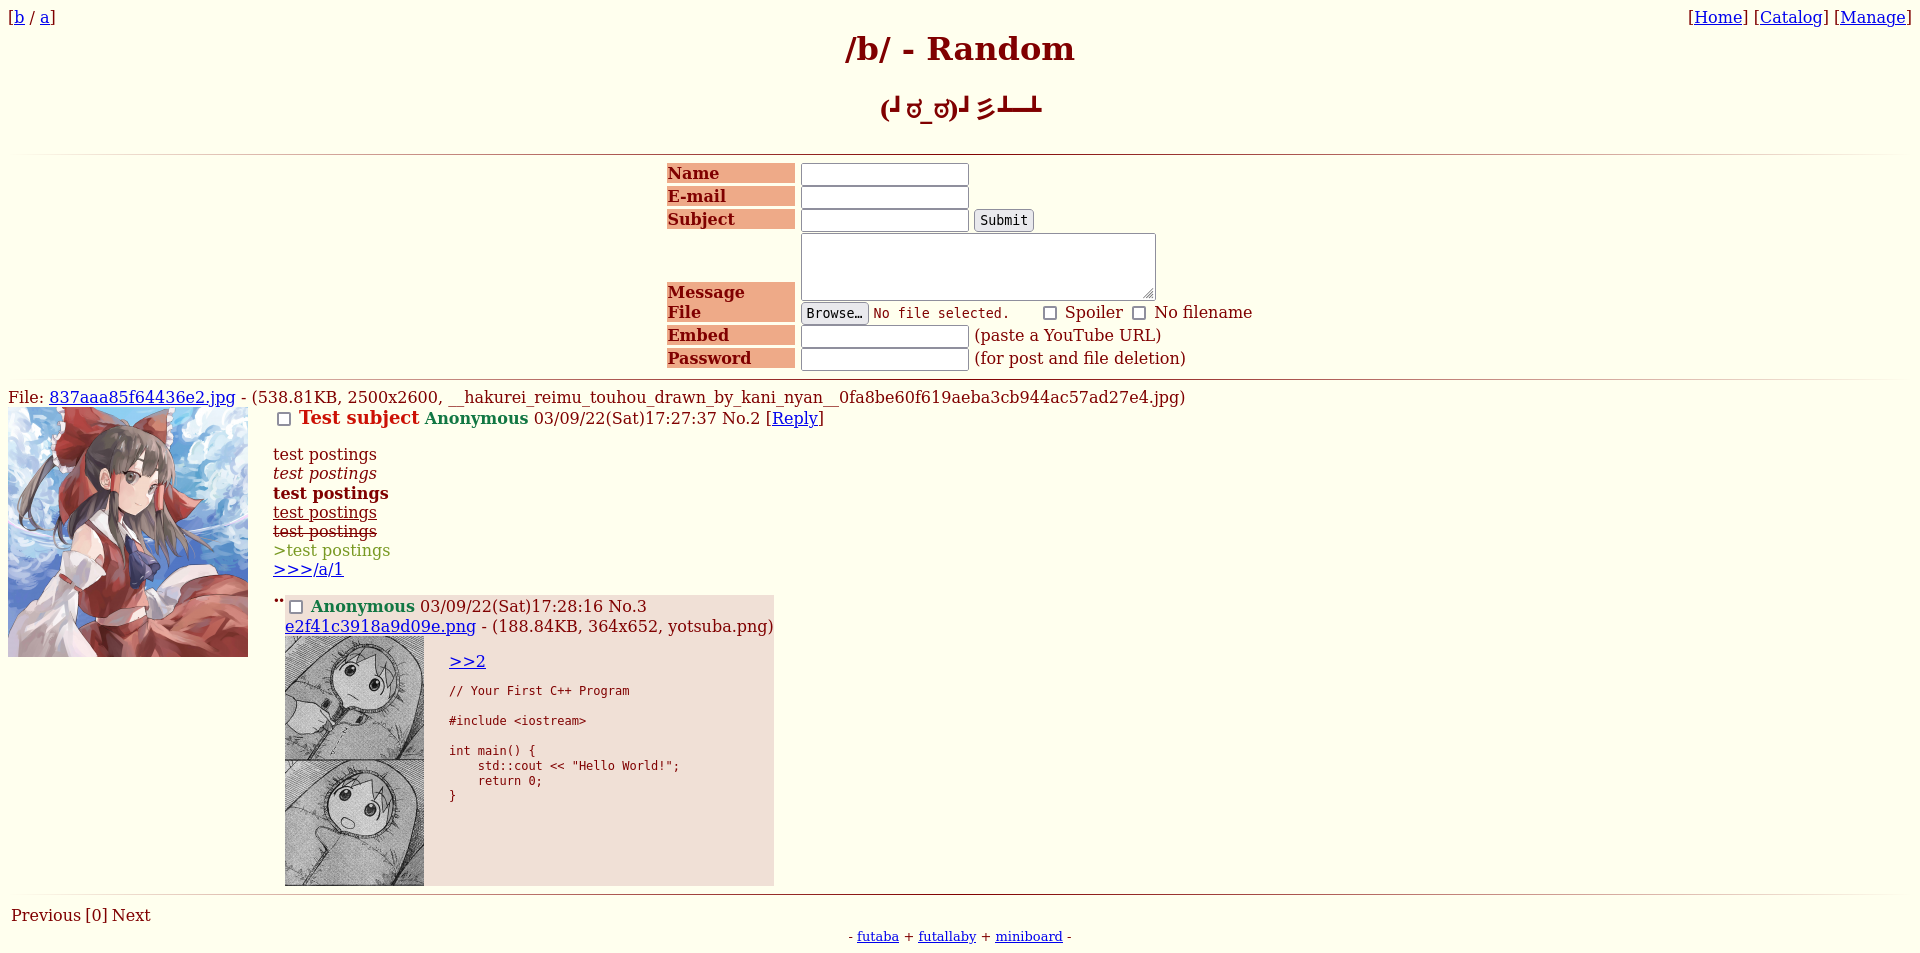 [b / a]
[Home] [Catalog] [Manage]
/b/ - Random
(┛ಠ_ಠ)┛彡┻━┻
Name
E-mail
Subject Submit
Message
File Browse… No file selected. Spoiler No filename
Embed (paste a YouTube URL)
Password (for post and file deletion)
File: 837aaa85f64436e2.jpg - (538.81KB, 2500x2600, __hakurei_reimu_touhou_drawn_by_kani_nyan__0fa8be60f619aeba3cb944ac57ad27e4.jpg)
Test subject Anonymous 03/09/22(Sat)17:27:37 No.2 [Reply]
test postings
test postings
test postings
test postings
test postings
>test postings
>>>/a/1
.. Anonymous 03/09/22(Sat)17:28:16 No.3
e2f41c3918a9d09e.png - (188.84KB, 364x652, yotsuba.png)
>>2
// Your First C++ Program
#include <iostream>
int main() {
    std::cout << "Hello World!";
    return 0;
}
Previous [0] Next
- futaba + futallaby + miniboard -